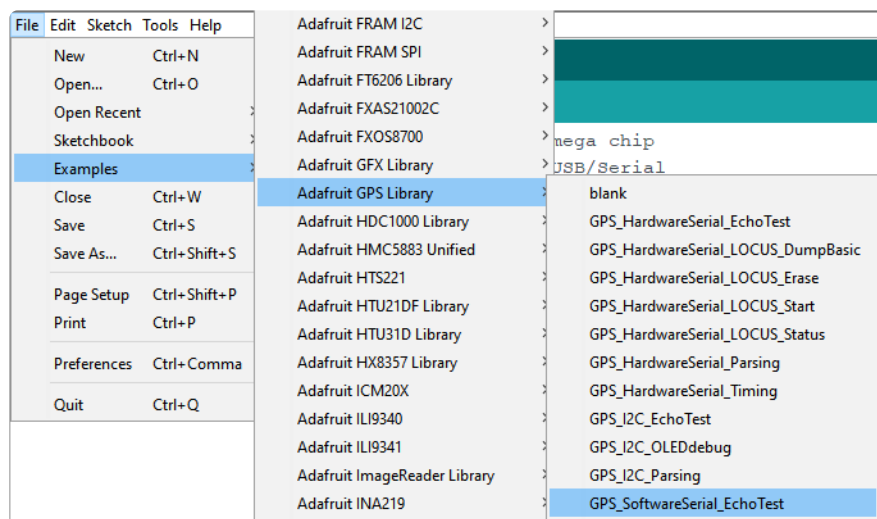 File Edit Sketch Tools Help
New Ctrl+N
Open... Ctrl+O
Open Recent
Sketchbook
Examples
Close Ctrl+W
Save Ctrl+S
Save As... Ctrl+Shift+S
Page Setup Ctrl+Shift+P
Print Ctrl+P
Preferences Ctrl+Comma
Quit Ctrl+Q
Adafruit FRAM I2C
Adafruit FRAM SPI
Adafruit FT6206 Library
Adafruit FXAS21002C
Adafruit FXOS8700
Adafruit GFX Library
Adafruit GPS Library
Adafruit HDC1000 Library
Adafruit HMC5883 Unified
Adafruit HTS221
Adafruit HTU21DF Library
Adafruit HTU31D Library
Adafruit HX8357 Library
Adafruit ICM20X
Adafruit ILI9340
Adafruit ILI9341
Adafruit ImageReader Library
Adafruit INA219
mega chip
USB/Serial
blank
GPS_HardwareSerial_EchoTest
GPS_HardwareSerial_LOCUS_DumpBasic
GPS_HardwareSerial_LOCUS_Erase
GPS_HardwareSerial_LOCUS_Start
GPS_HardwareSerial_LOCUS_Status
GPS_HardwareSerial_Parsing
GPS_HardwareSerial_Timing
GPS_I2C_EchoTest
GPS_I2C_OLEDdebug
GPS_I2C_Parsing
GPS_SoftwareSerial_EchoTest